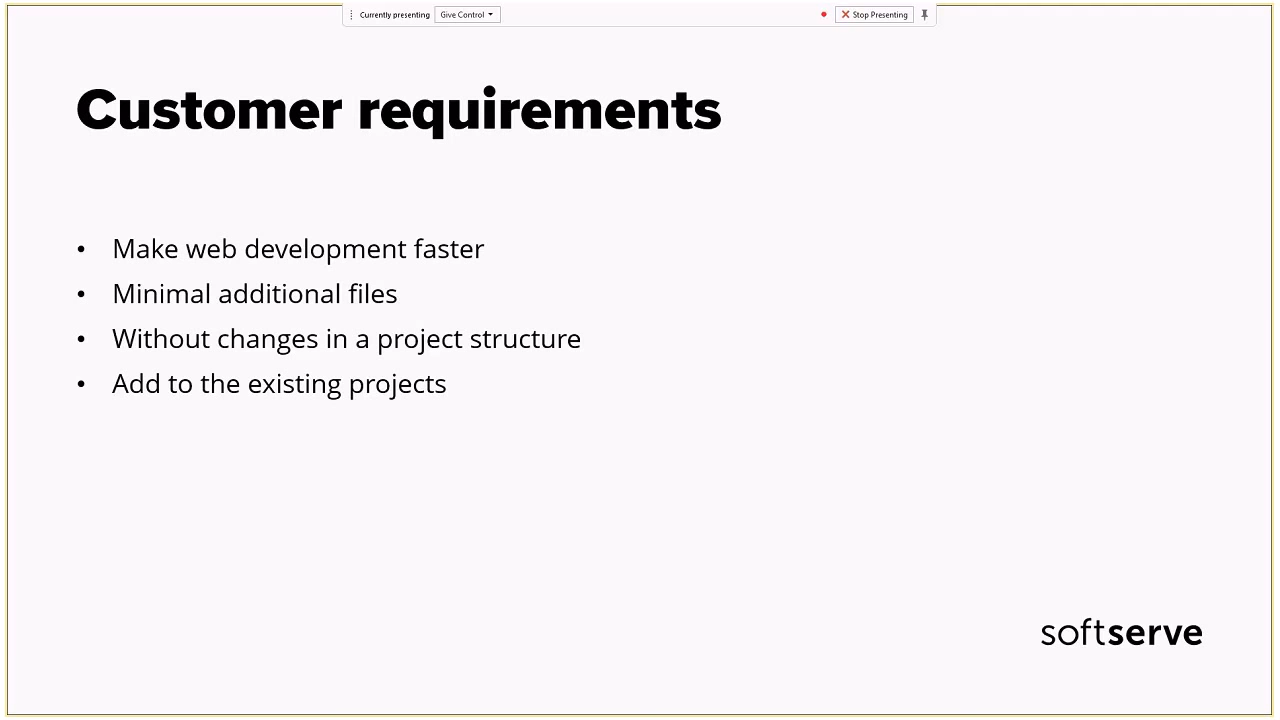 Currently presenting Give Control Stop Presenting
Customer requirements
• Make web development faster
• Minimal additional files
• Without changes in a project structure
• Add to the existing projects
softserve